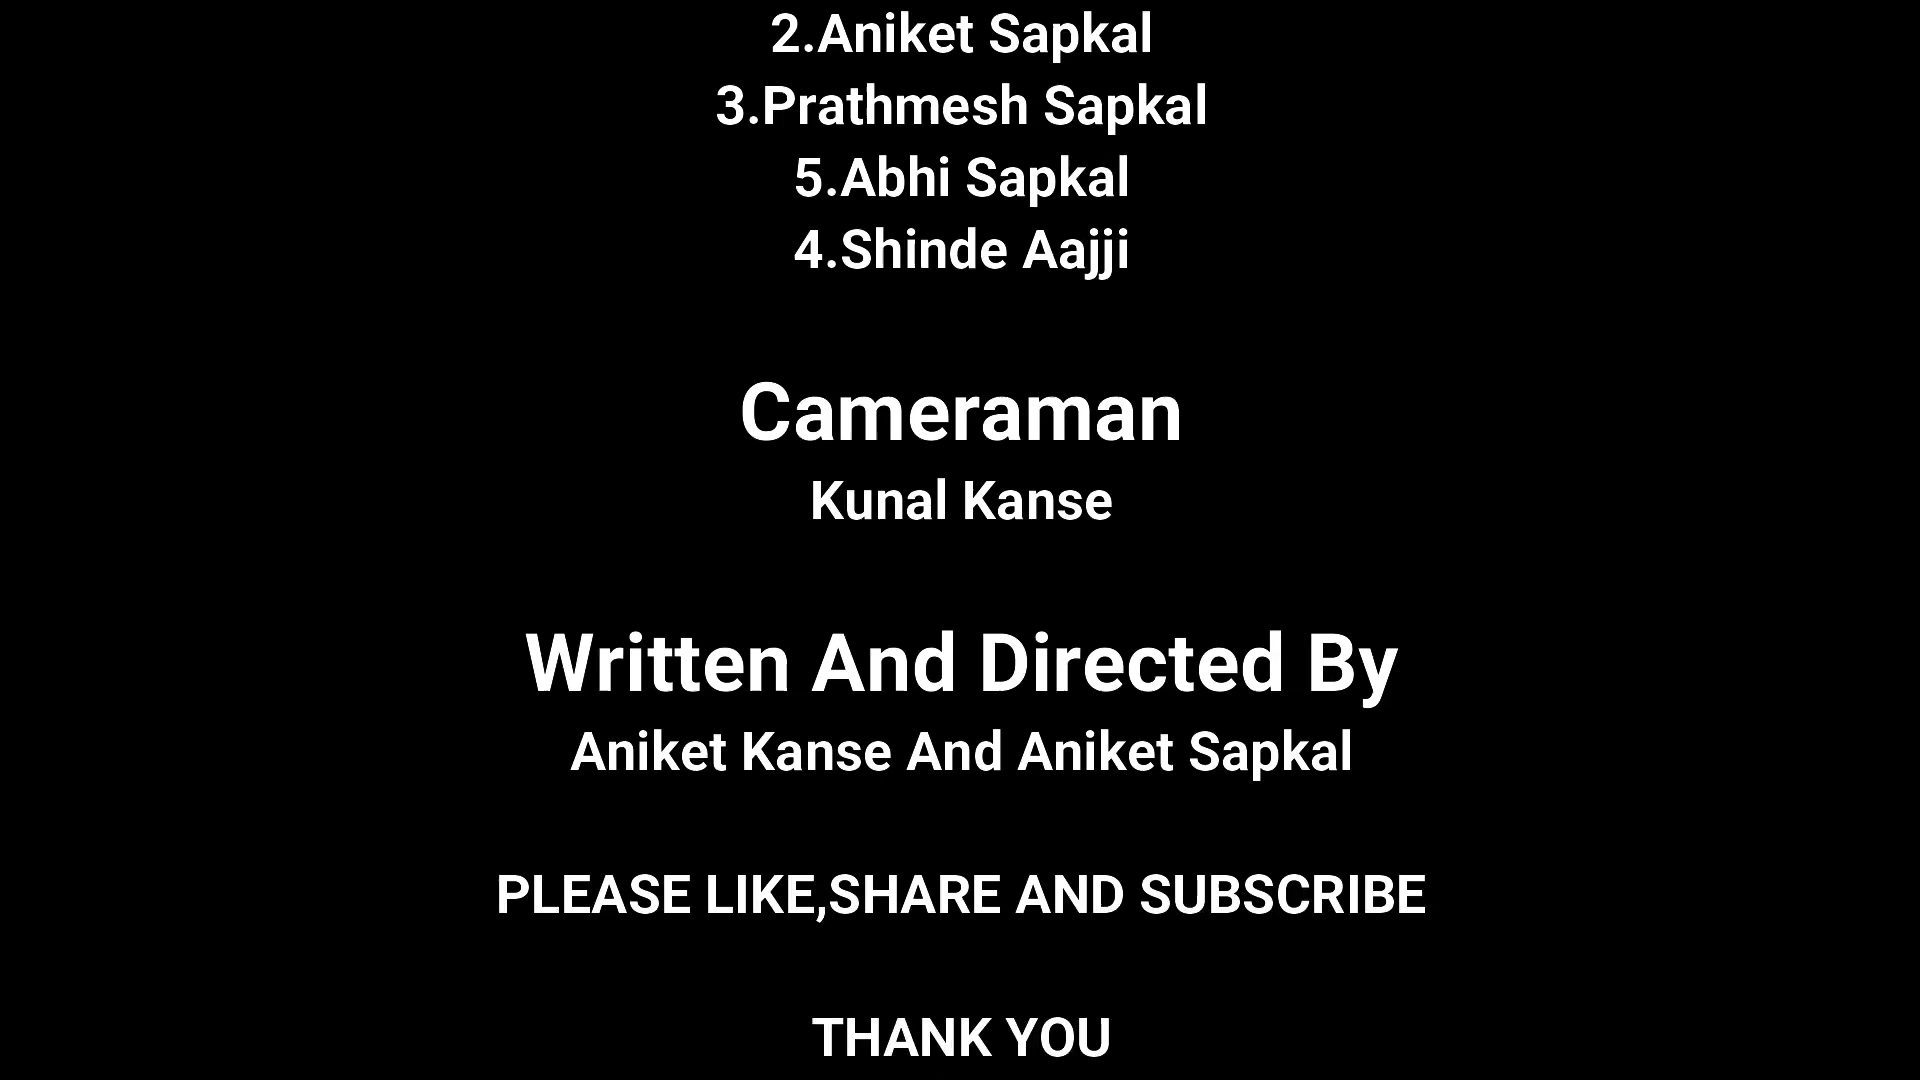 2.Aniket Sapkal
3.Prathmesh Sapkal
5.Abhi Sapkal
4.Shinde Aajji
Cameraman
Kunal Kanse
Written And Directed By
Aniket Kanse And Aniket Sapkal
PLEASE LIKE,SHARE AND SUBSCRIBE
THANK YOU